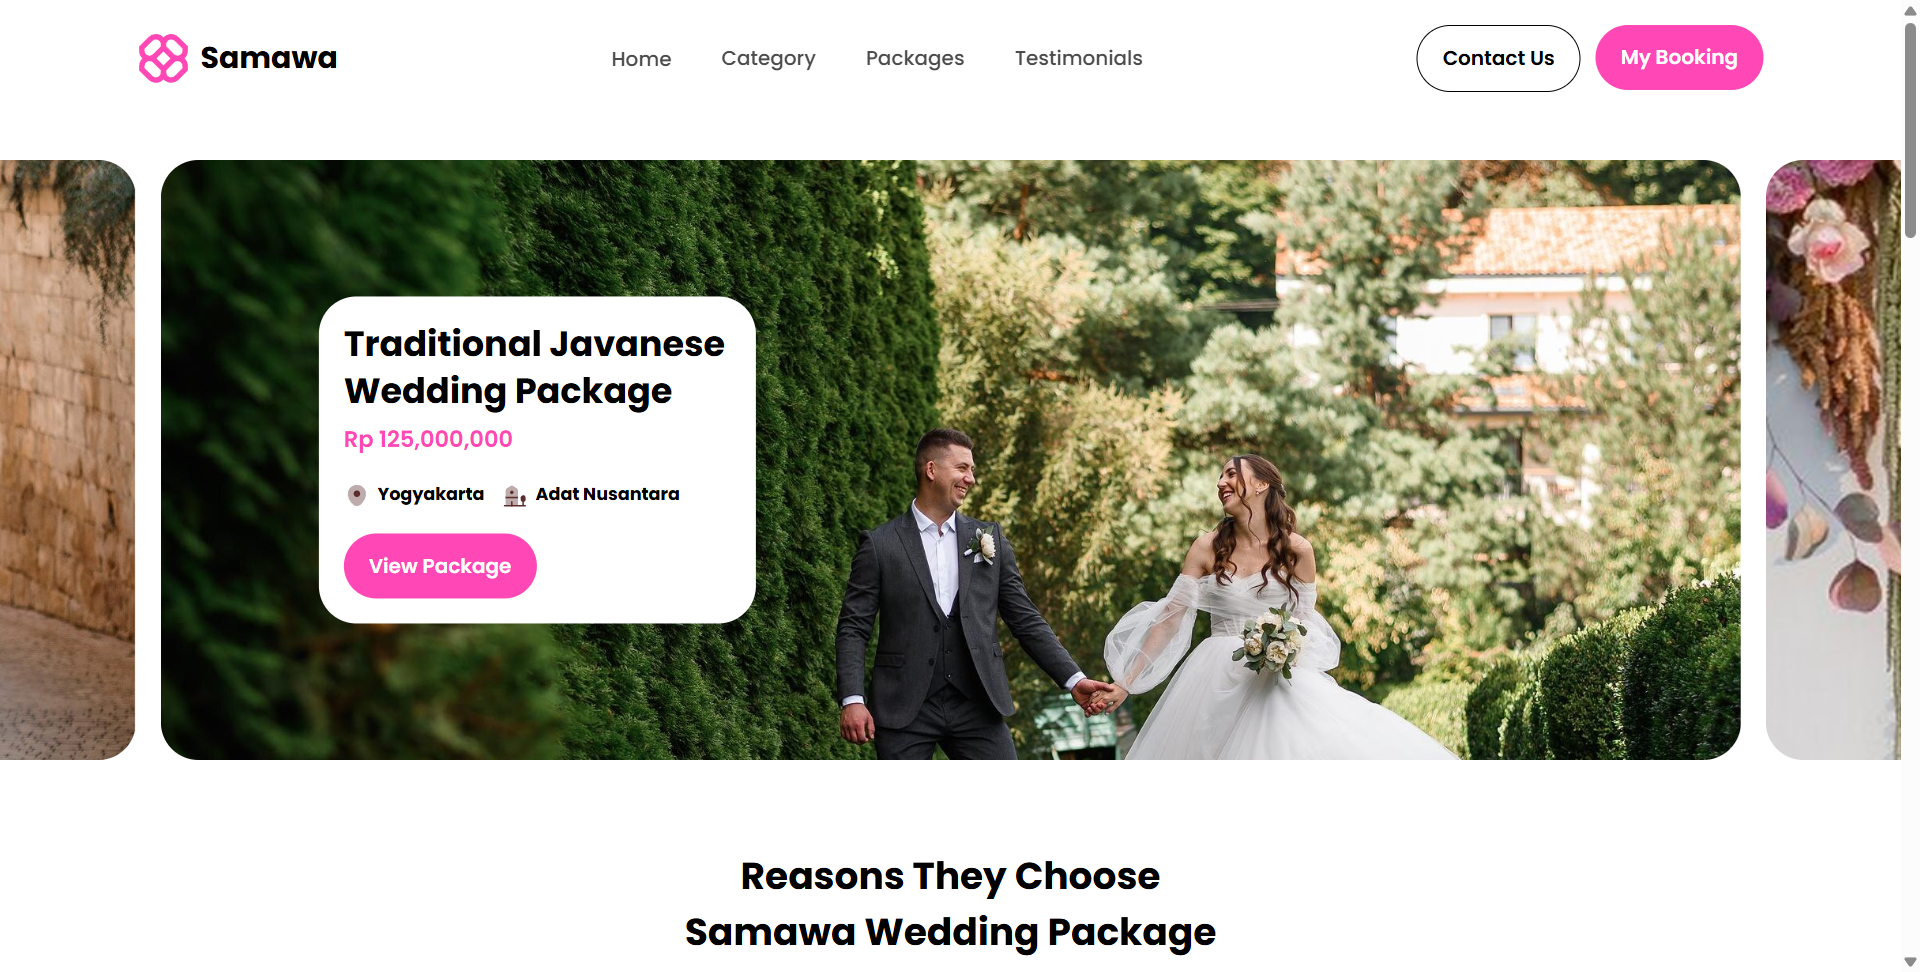 Samawa
Home
Category
Packages
Testimonials
Contact Us
My Booking
Traditional Javanese
Wedding Package
Rp 125,000,000
Yogyakarta
Adat Nusantara
View Package
Reasons They Choose
Samawa Wedding Package